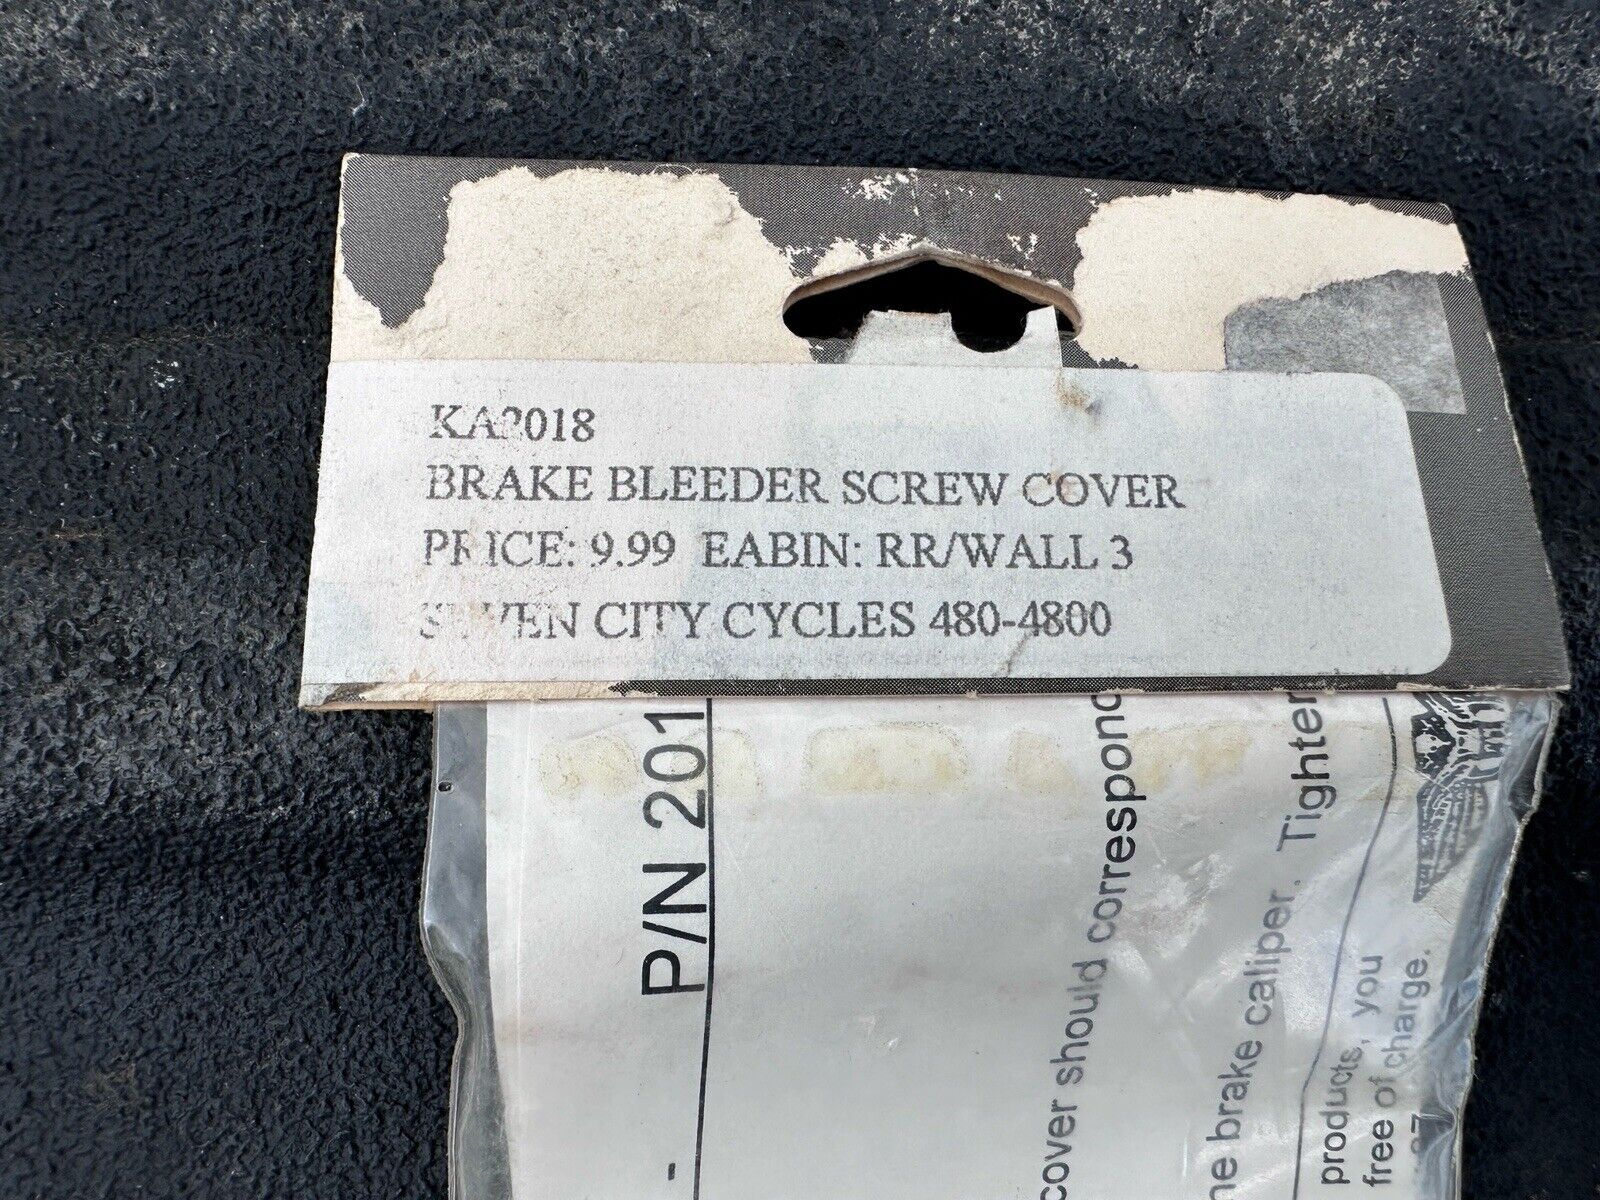 KA2018
BRAKE BLEEDER SCREW COVER
PRICE: 9.99 EABIN: RR/WALL 3
SEVEN CITY CYCLES 480-4800
- P/N 201
cover should correspond
brake caliper. Tighten
products, you
free of charge.